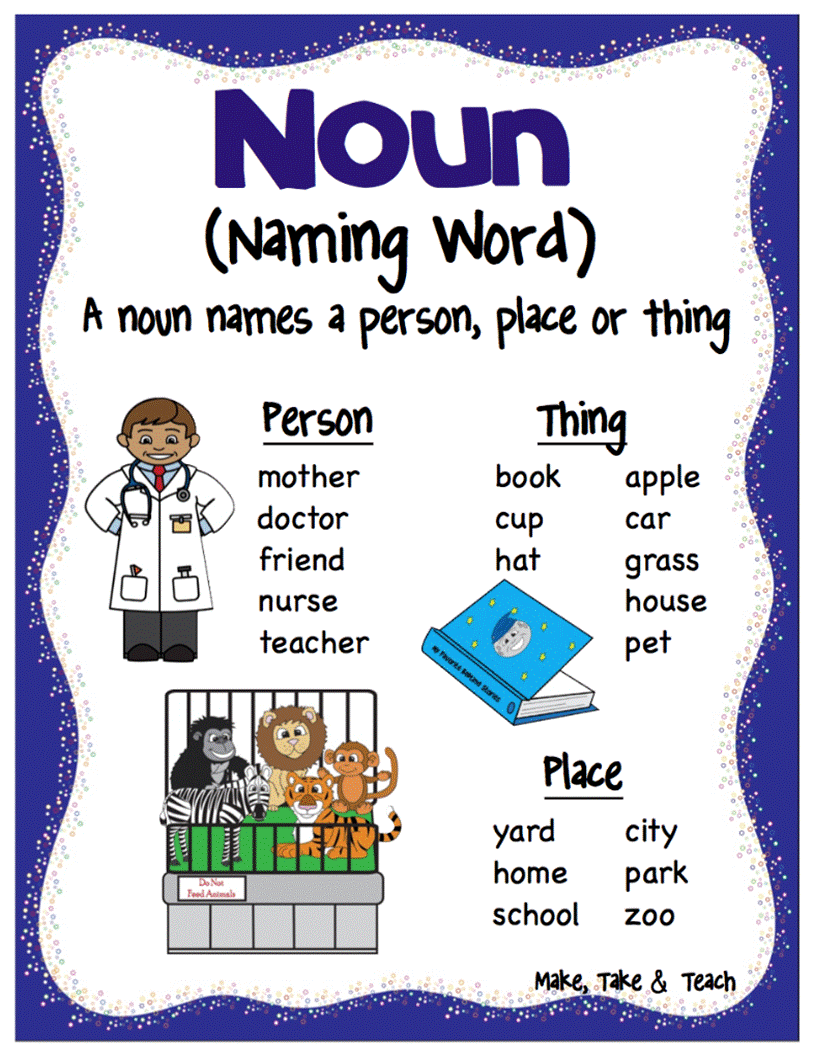 Noun
(Naming Word)
A noun names a person, place or thing
Person
mother
doctor
friend
nurse
teacher
Thing
book apple
cup car
hat grass
house
pet
My Favorite Bedtime Stories
Do Not
Feed Animals
Place
yard city
home park
school zoo
Make, Take & Teach